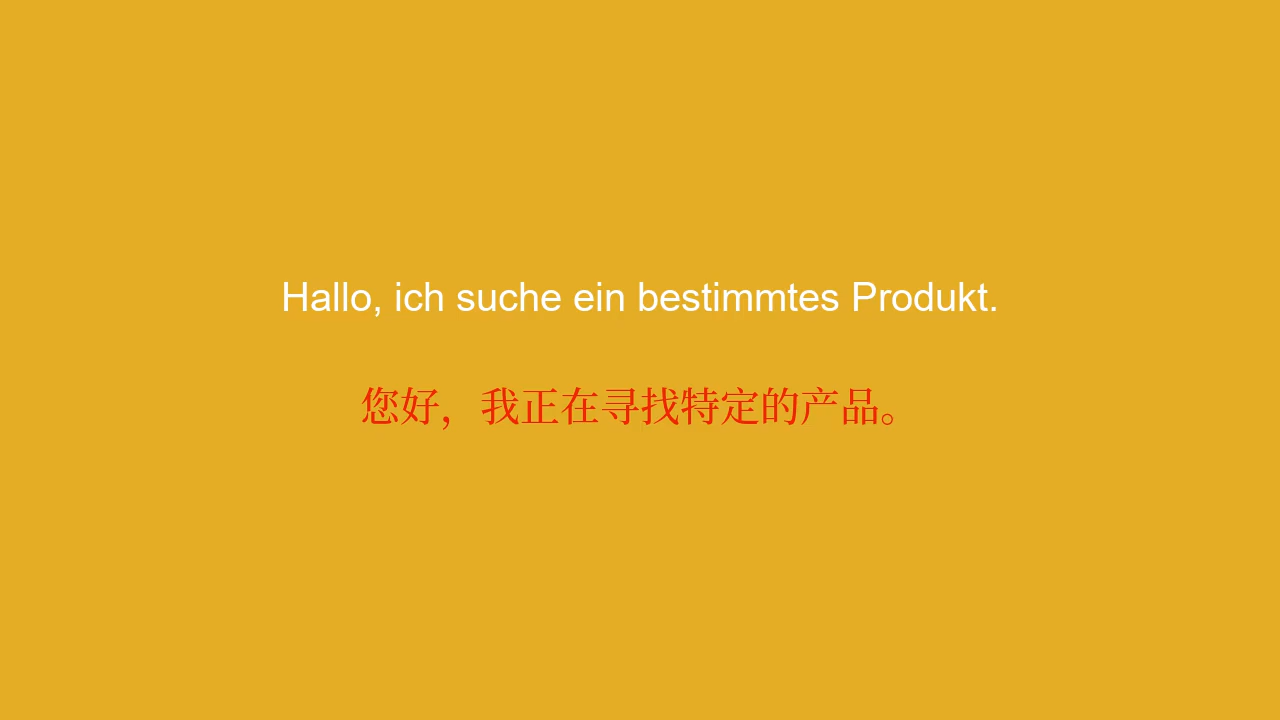 Hallo, ich suche ein bestimmtes Produkt.
您好，我正在寻找特定的产品。